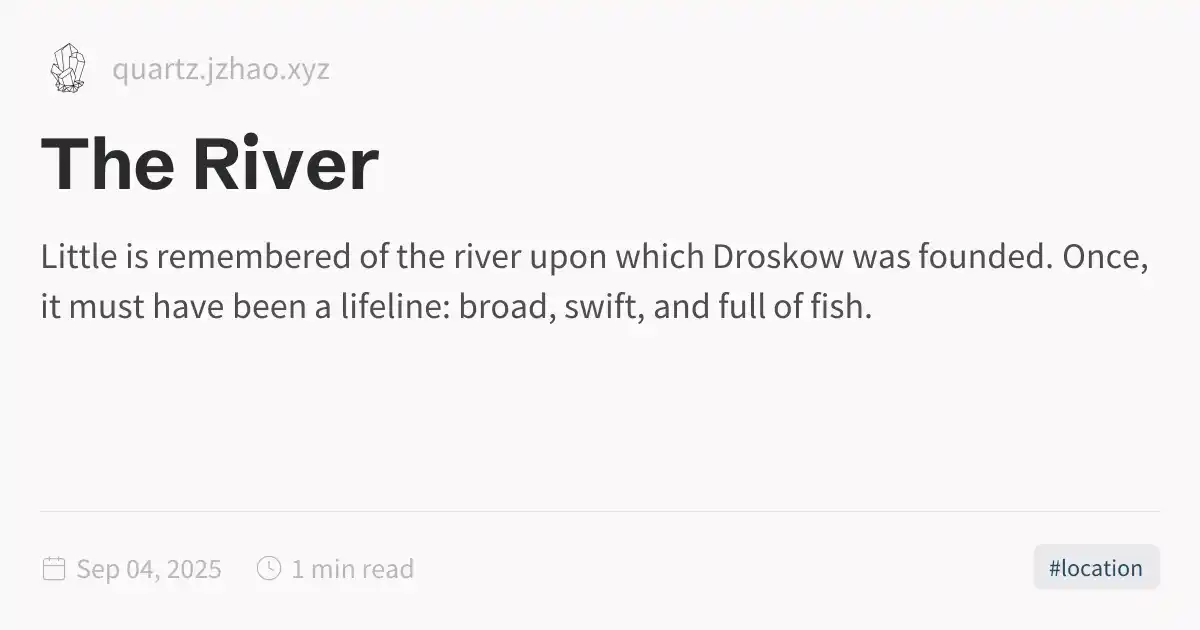 quartz.jzhao.xyz
The River
Little is remembered of the river upon which Droskow was founded. Once,
it must have been a lifeline: broad, swift, and full of fish.
Sep 04, 2025 1 min read #location